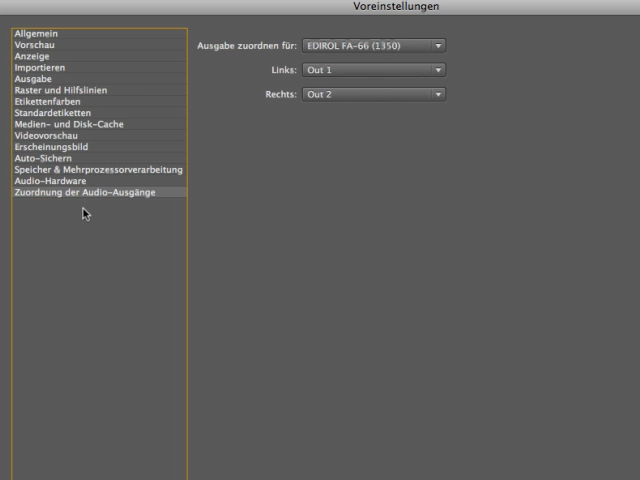 Voreinstellungen
Allgemein
Vorschau
Anzeige
Importieren
Ausgabe
Raster und Hilfslinien
Etikettenfarben
Standardetiketten
Medien- und Disk-Cache
Videovorschau
Erscheinungsbild
Auto-Sichern
Speicher & Mehrprozessorverarbeitung
Audio-Hardware
Zuordnung der Audio-Ausgänge
Ausgabe zuordnen für: EDIROL FA-66 (1350)
Links: Out 1
Rechts: Out 2